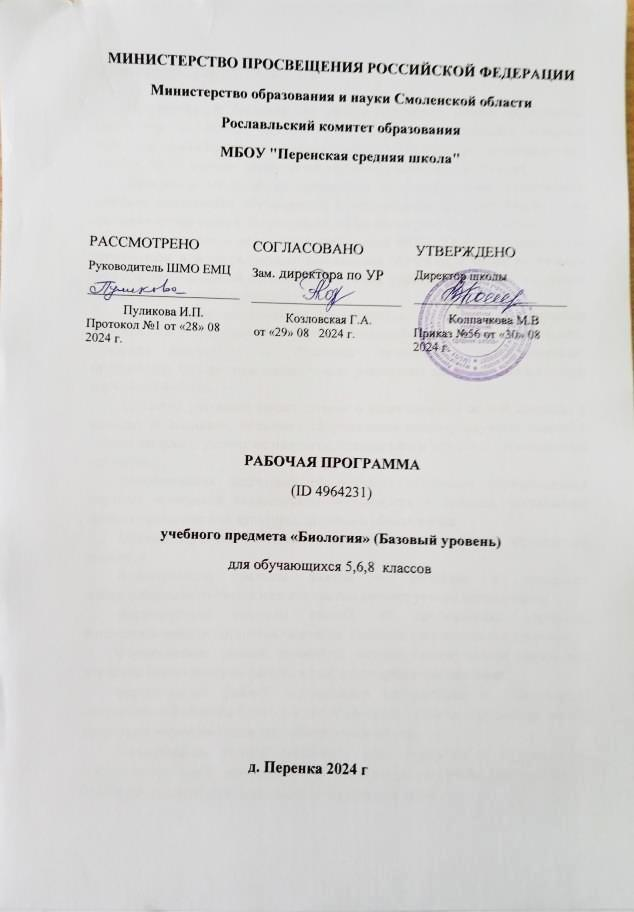 МИНИСТЕРСТВО ПРОСВЕЩЕНИЯ РОССИЙСКОЙ ФЕДЕРАЦИИ
Министерство образования и науки Смоленской области
Рославльский комитет образования
МБОУ "Перенская средняя школа"
РАССМОТРЕНО
Руководитель ШМО ЕМЦ
Пуликова
Пуликова И.П.
Протокол №1 от «28» 08
2024 г.
СОГЛАСОВАНО
Зам. директора по УР
Козловская Г.А.
от «29» 08 2024 г.
УТВЕРЖДЕНО
Директор школы
Колпачкова М.В
Приказ №56 от «30» 08
2024 г.
РАБОЧАЯ ПРОГРАММА
(ID 4964231)
учебного предмета «Биология» (Базовый уровень)
для обучающихся 5,6,8 классов
д. Перенка 2024 г